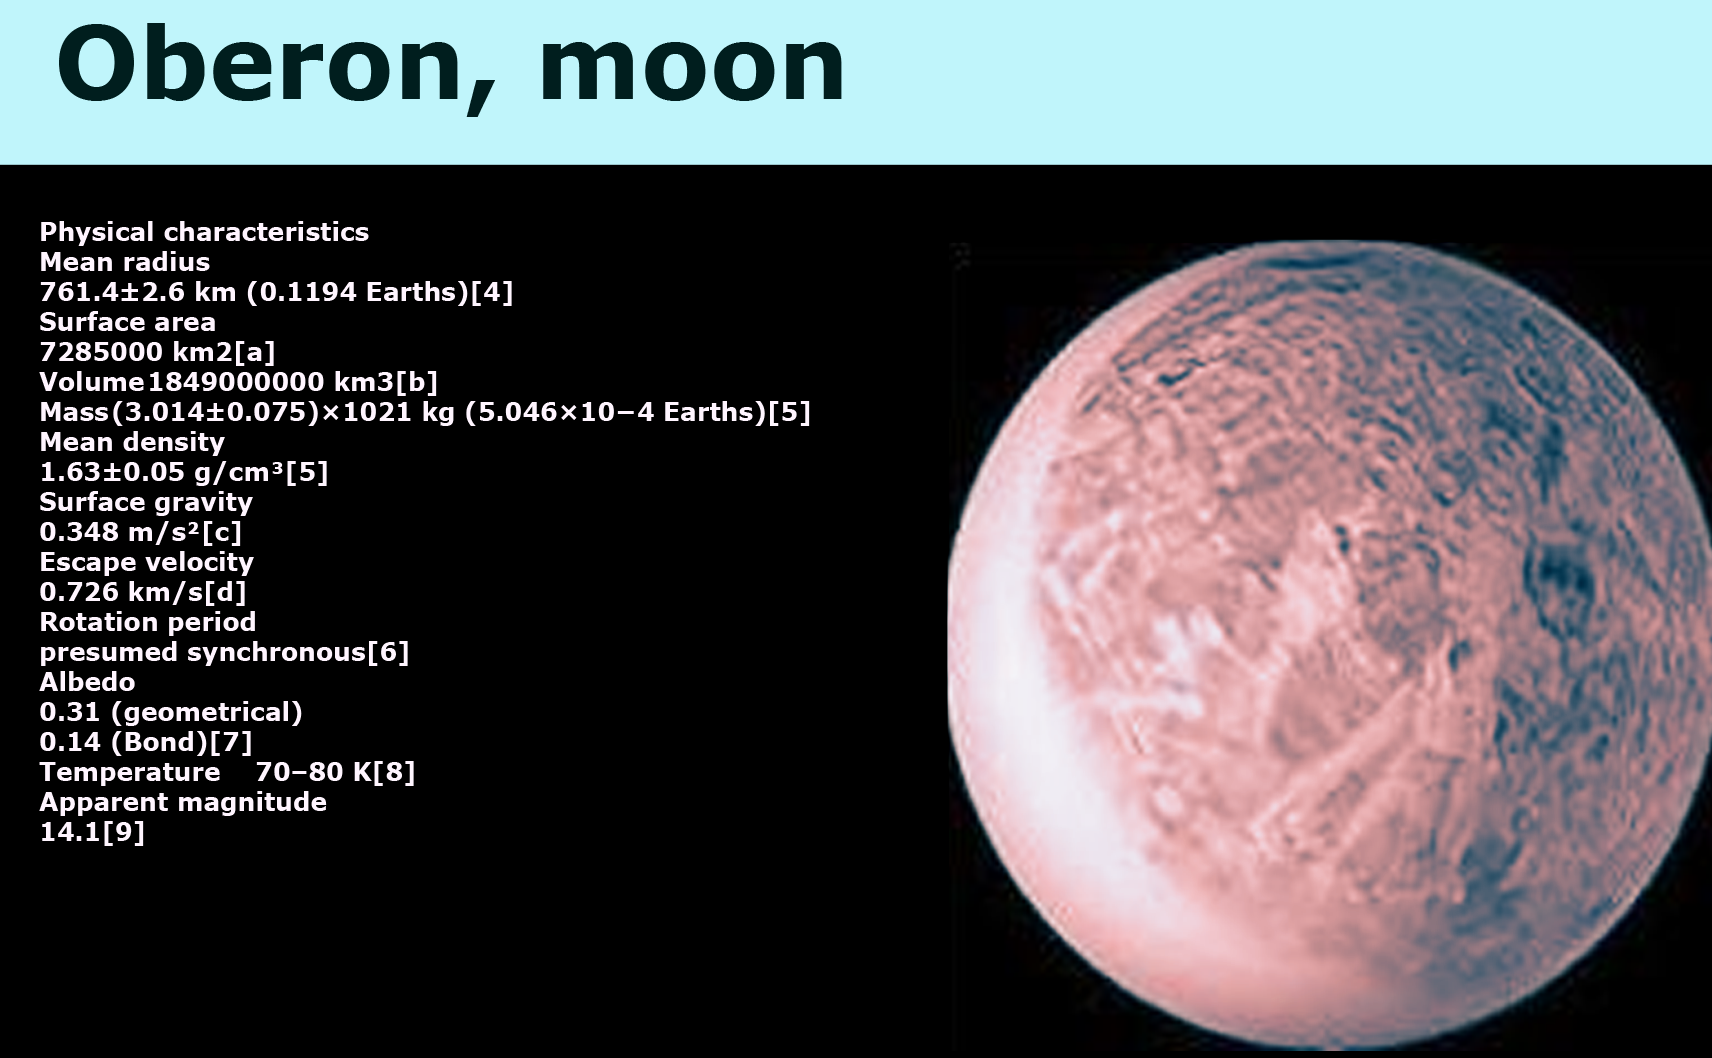 Oberon, moon
Physical characteristics
Mean radius
761.4±2.6 km (0.1194 Earths)[4]
Surface area
7285000 km2[a]
Volume1849000000 km3[b]
Mass(3.014±0.075)×1021 kg (5.046×10−4 Earths)[5]
Mean density
1.63±0.05 g/cm³[5]
Surface gravity
0.348 m/s²[c]
Escape velocity
0.726 km/s[d]
Rotation period
presumed synchronous[6]
Albedo
0.31 (geometrical)
0.14 (Bond)[7]
Temperature    70–80 K[8]
Apparent magnitude
14.1[9]